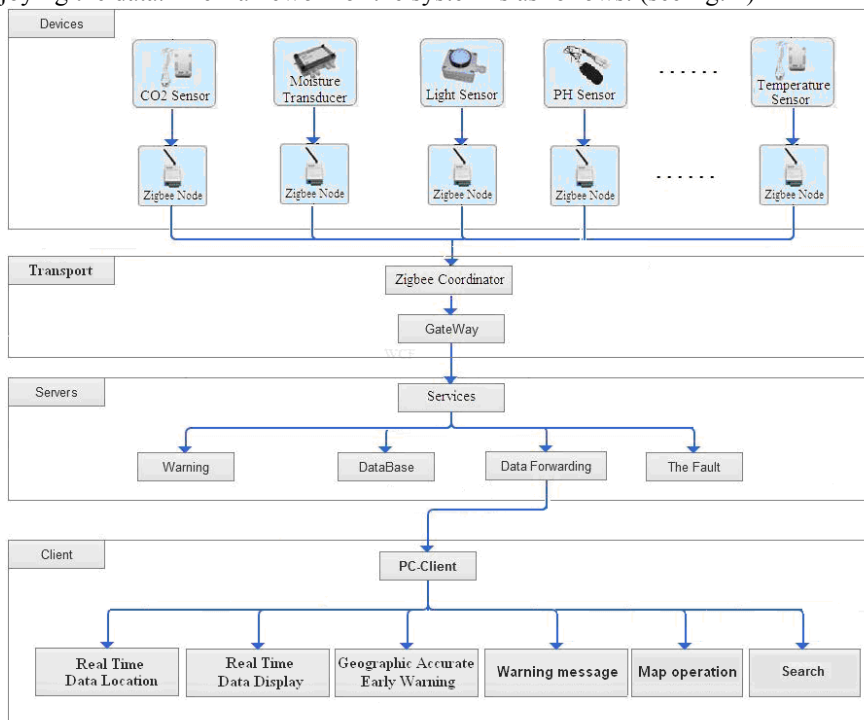 Devices
CO2 Sensor
Moisture
Transducer
Light Sensor
PH Sensor
......
Temperature
Sensor
Zigbee Node
Zigbee Node
Zigbee Node
Zigbee Node
......
Zigbee Node
Transport
Zigbee Coordinator
GateWay
WCF
Servers
Services
Warning
DataBase
Data Forwarding
The Fault
Client
PC-Client
Real Time
Data Location
Real Time
Data Display
Geographic Accurate
Early Warning
Warning message
Map operation
Search